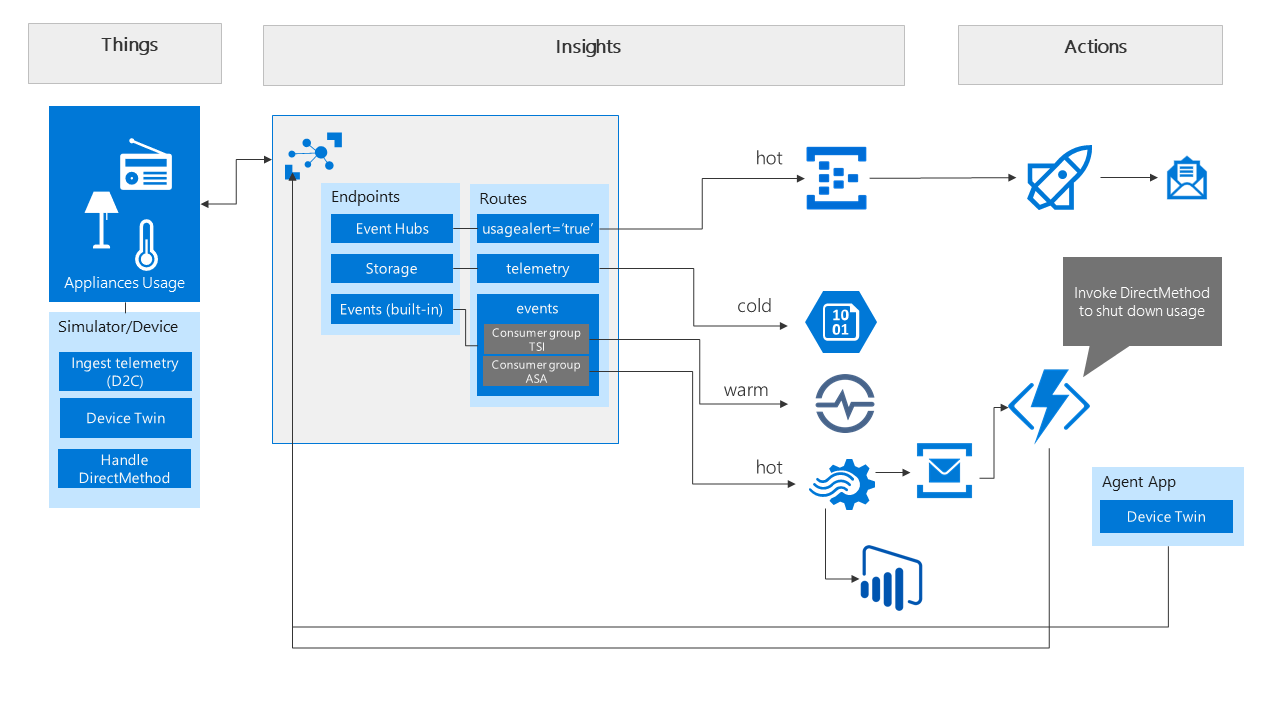 Things
Insights
Actions
Appliances Usage
Simulator/Device
Ingest telemetry
(D2C)
Device Twin
Handle
DirectMethod
Endpoints
Event Hubs
Storage
Events (built-in)
Routes
usagealert=‘true’
telemetry
events
Consumer group
TSI
Consumer group
ASA
hot
cold
10
01
warm
hot
Invoke DirectMethod
to shut down usage
Agent App
Device Twin